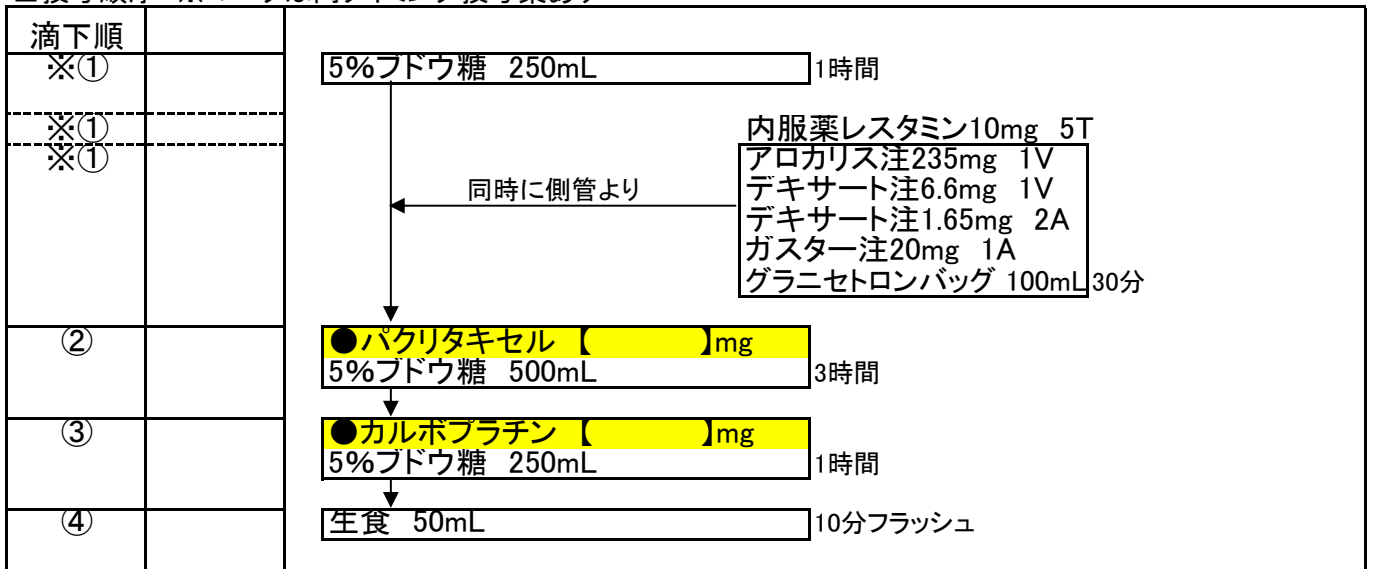 滴下順
※① 5%ブドウ糖 250mL 1時間
※① 内服薬レスタミン10mg 5T
※① アロカリス注235mg 1V
同時に側管より デキサート注6.6mg 1V
デキサート注1.65mg 2A
ガスター注20mg 1A
グラニセトロンバッグ 100mL 30分
② ●パクリタキセル 【 】mg
5%ブドウ糖 500mL 3時間
③ ●カルボプラチン 【 】mg
5%ブドウ糖 250mL 1時間
④ 生食 50mL 10分フラッシュ